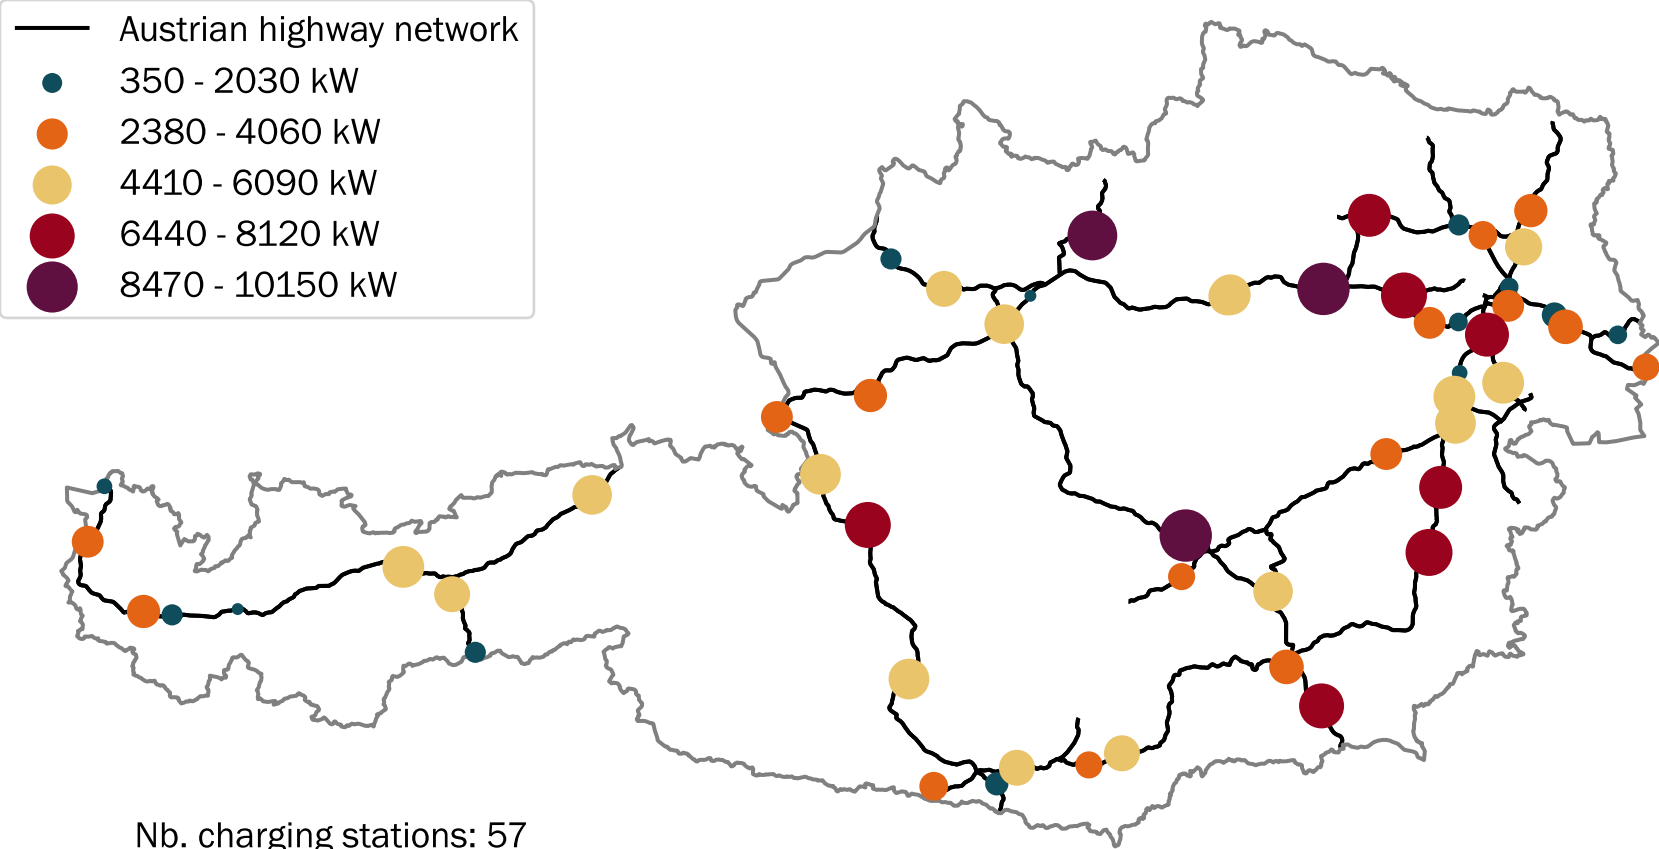 Austrian highway network
350 - 2030 kW
2380 - 4060 kW
4410 - 6090 kW
6440 - 8120 kW
8470 - 10150 kW
Nb. charging stations: 57